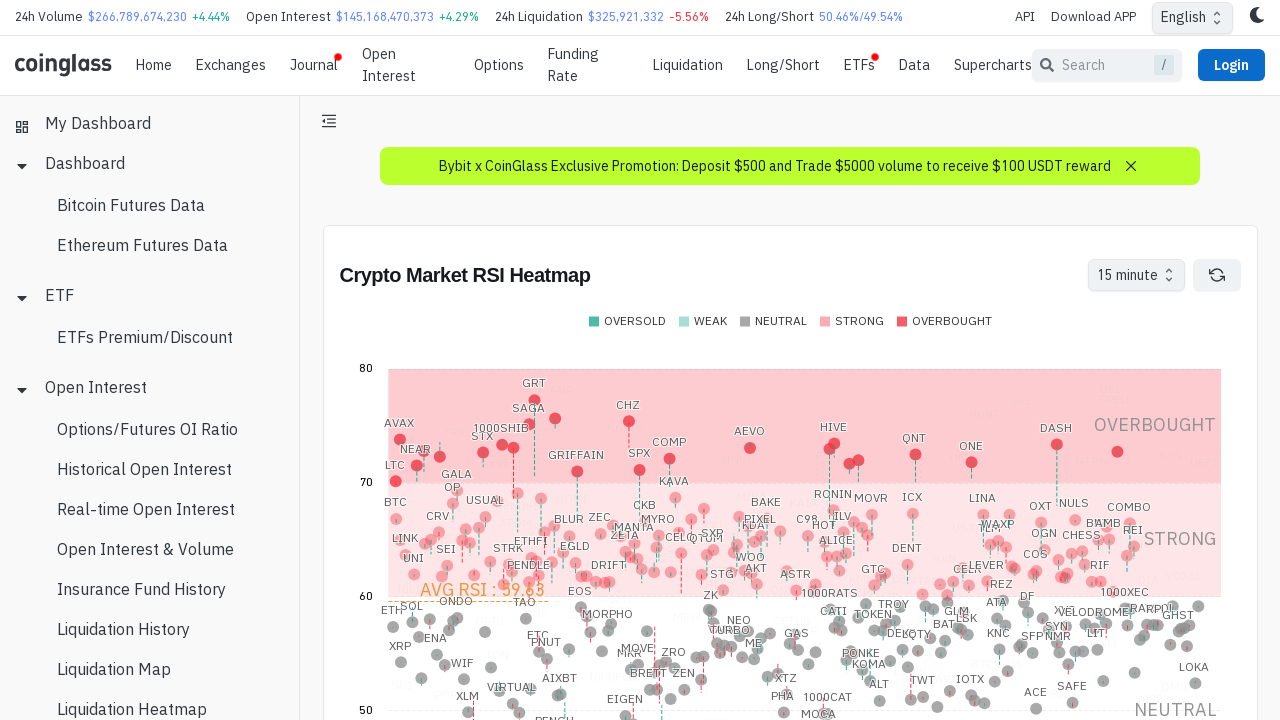 24h Volume $266,789,674,230 +4.44% Open Interest $145,168,470,373 +4.29% 24h Liquidation $325,921,332 -5.56% 24h Long/Short 50.46%/49.54% API Download APP English
coinglass Home Exchanges Journal Open Interest Options Funding Rate Liquidation Long/Short ETFs Data Supercharts Search / Login
My Dashboard
Dashboard
Bitcoin Futures Data
Ethereum Futures Data
ETF
ETFs Premium/Discount
Open Interest
Options/Futures OI Ratio
Historical Open Interest
Real-time Open Interest
Open Interest & Volume
Insurance Fund History
Liquidation History
Liquidation Map
Liquidation Heatmap
Bybit x CoinGlass Exclusive Promotion: Deposit $500 and Trade $5000 volume to receive $100 USDT reward
Crypto Market RSI Heatmap 15 minute
OVERSOLD WEAK NEUTRAL STRONG OVERBOUGHT
80
GRT
SAGA CHZ
AVAX 1000SHIB STX AEVO HIVE DASH OVERBOUGHT
NEAR COMP QNT ONE
LTC GRIFFAIN SPX
70
GALA KAVA
OP
BTC USUAL CKB BAKE RONIN MOVR ICX LINA OXT NULS COMBO
CRV BLUR ZEC MYRO PIXEL C98 ILV BAMB
MANTA KDA HOT WAXP REI
LINK ETHFI ZETA CELO QTUM SXP ALICE OGN CHESS STRONG
UNI SEI STRK EGLD WOO DENT COS
PENDLE DRIFT STG AKT ASTR GTC CELR LEVER RIF
60
AVG RSI : 59.63 EOS ZK 1000RATS REZ DF 1000XEC
ETH SOL ONDO TAO MORPHO CATI TOKEN TROY GLM LSK ATA GHST
XRP ENA ETC PNUT NEO TURBO GAS BAT KNC SFP NMR SYN LIT
WIF MOVE ZRO ME PONKE KOMA LOKA
XLM VIRTUAL AIXBT BRETT ZEN XTZ ALT TWT IOTX
EIGEN PHA 1000CAT ACE SAFE
50
MOCA NEUTRAL